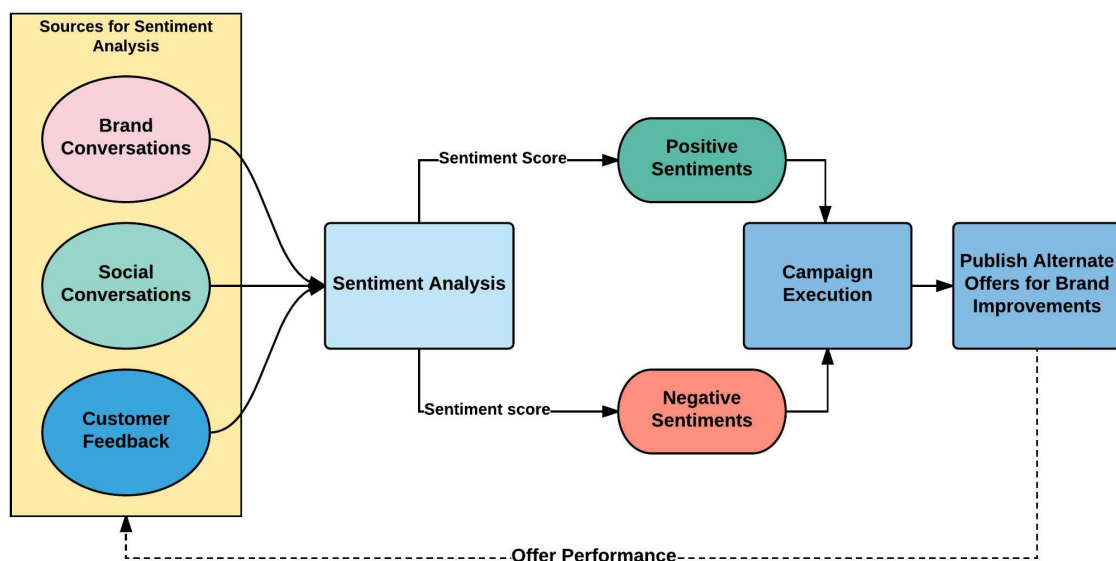 Sources for Sentiment
Analysis
Brand
Conversations
Social
Conversations
Customer
Feedback
Sentiment Analysis
Sentiment Score
Sentiment score
Positive
Sentiments
Negative
Sentiments
Campaign
Execution
Publish Alternate
Offers for Brand
Improvements
Offer Performance